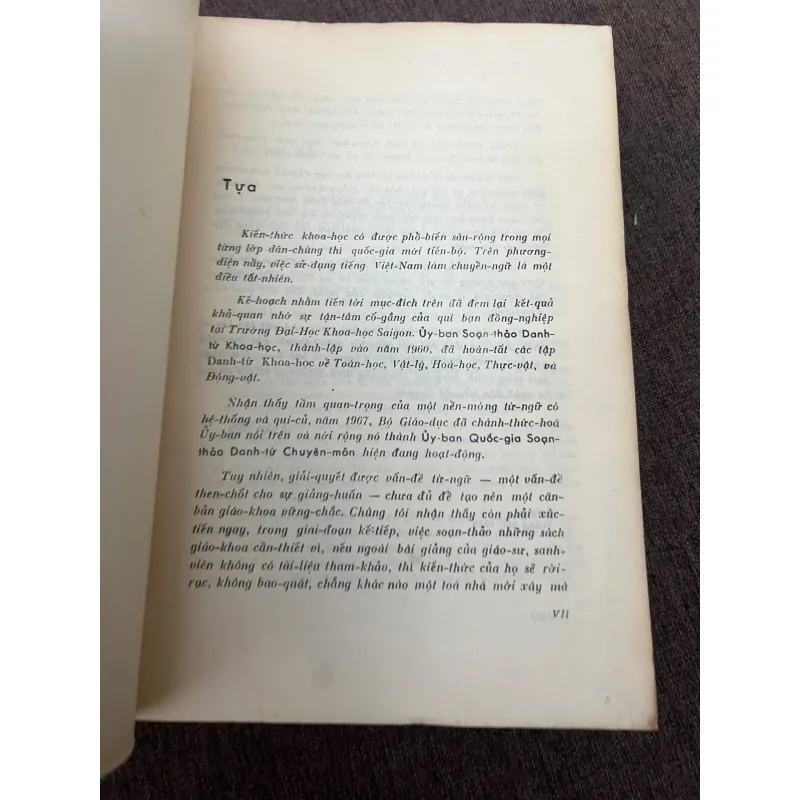 Tựa
Kiến-thức khoa-học có được phổ-biến sâu-rộng trong mọi
từng lớp dân-chúng thì quốc-gia mới tiến-bộ. Trên phương-
diện nầy, việc sử-dụng tiếng Việt-Nam làm chuyển-ngữ là một
điều tất-nhiên.
Kế-hoạch nhằm tiến tới mục-đích trên đã đem lại kết-quả
khả-quan nhờ sự tận-tâm cố-gắng của quí bạn đồng-nghiệp
tại Trường Đại-Học Khoa-học Saigon. Ủy-ban Soạn-thảo Danh-
từ Khoa-học, thành-lập vào năm 1960, đã hoàn-tất các tập
Danh-từ Khoa-học về Toán-học, Vật-lý, Hoá-học, Thực-vật, và
Động-vật.
Nhận thấy tầm quan-trọng của một nền-móng từ-ngữ có
hệ-thống và qui-củ, năm 1967, Bộ Giáo-dục đã chánh-thức-hoá
Ủy-ban nói trên và nới rộng nó thành Ủy-ban Quốc-gia Soạn-
thảo Danh-từ Chuyên-môn hiện đang hoạt-động.
Tuy nhiên, giải-quyết được vấn-đề từ-ngữ — một vấn-đề
then-chốt cho sự giảng-huấn — chưa đủ để tạo nên một căn-
bản giáo-khoa vững-chắc. Chúng tôi nhận thấy còn phải xúc-
tiến ngay, trong giai-đoạn kế-tiếp, việc soạn-thảo những sách
giáo-khoa cần-thiết vì, nếu ngoài bài giảng của giáo-sư, sanh-
viên không có tài-liệu tham-khảo, thì kiến-thức của họ sẽ rời-
rạc, không bao-quát, chẳng khác nào một toà nhà mới xây mà
VII